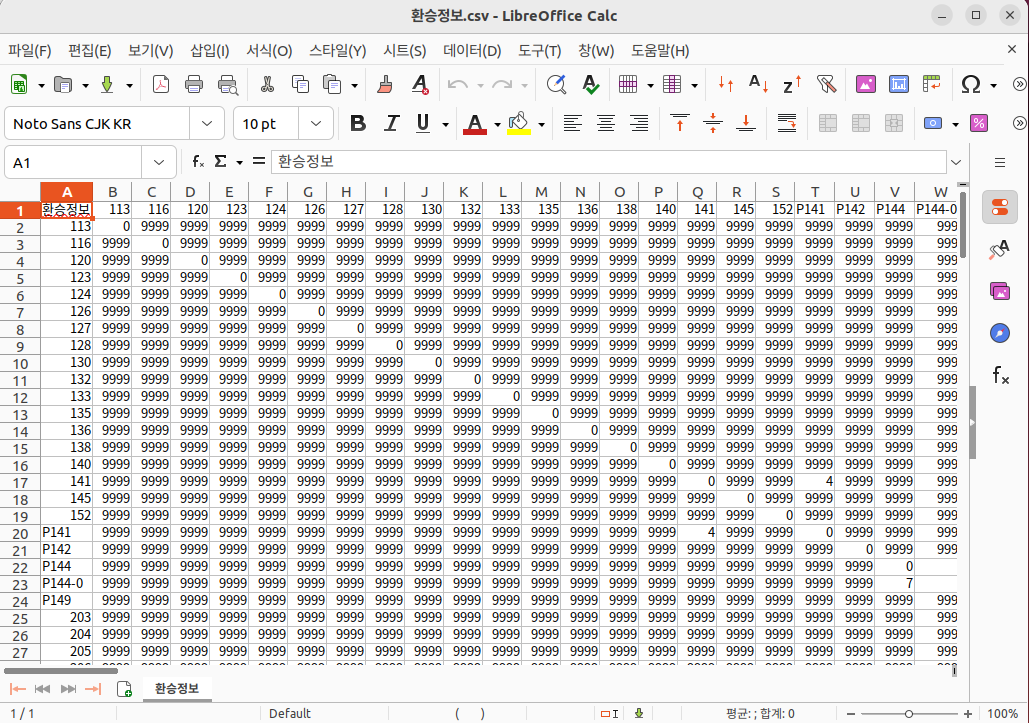 환승정보.csv - LibreOffice Calc
파일(F) 편집(E) 보기(V) 삽입(I) 서식(O) 스타일(Y) 시트(S) 데이터(D) 도구(T) 창(W) 도움말(H)
Noto Sans CJK KR 10 pt
A1 환승정보
A B C D E F G H I J K L M N O P Q R S T U V W
1 환승정보 113 116 120 123 124 126 127 128 130 132 133 135 136 138 140 141 145 152 P141 P142 P144 P144-0
2 113 0 9999 9999 9999 9999 9999 9999 9999 9999 9999 9999 9999 9999 9999 9999 9999 9999 9999 9999 9999 9999 999
3 116 9999 0 9999 9999 9999 9999 9999 9999 9999 9999 9999 9999 9999 9999 9999 9999 9999 9999 9999 9999 9999 999
4 120 9999 9999 0 9999 9999 9999 9999 9999 9999 9999 9999 9999 9999 9999 9999 9999 9999 9999 9999 9999 9999 999
5 123 9999 9999 9999 0 9999 9999 9999 9999 9999 9999 9999 9999 9999 9999 9999 9999 9999 9999 9999 9999 9999 999
6 124 9999 9999 9999 9999 0 9999 9999 9999 9999 9999 9999 9999 9999 9999 9999 9999 9999 9999 9999 9999 9999 999
7 126 9999 9999 9999 9999 9999 0 9999 9999 9999 9999 9999 9999 9999 9999 9999 9999 9999 9999 9999 9999 9999 999
8 127 9999 9999 9999 9999 9999 9999 0 9999 9999 9999 9999 9999 9999 9999 9999 9999 9999 9999 9999 9999 9999 999
9 128 9999 9999 9999 9999 9999 9999 9999 0 9999 9999 9999 9999 9999 9999 9999 9999 9999 9999 9999 9999 9999 999
10 130 9999 9999 9999 9999 9999 9999 9999 9999 0 9999 9999 9999 9999 9999 9999 9999 9999 9999 9999 9999 9999 999
11 132 9999 9999 9999 9999 9999 9999 9999 9999 9999 0 9999 9999 9999 9999 9999 9999 9999 9999 9999 9999 9999 999
12 133 9999 9999 9999 9999 9999 9999 9999 9999 9999 9999 0 9999 9999 9999 9999 9999 9999 9999 9999 9999 9999 999
13 135 9999 9999 9999 9999 9999 9999 9999 9999 9999 9999 9999 0 9999 9999 9999 9999 9999 9999 9999 9999 9999 999
14 136 9999 9999 9999 9999 9999 9999 9999 9999 9999 9999 9999 9999 0 9999 9999 9999 9999 9999 9999 9999 9999 999
15 138 9999 9999 9999 9999 9999 9999 9999 9999 9999 9999 9999 9999 9999 0 9999 9999 9999 9999 9999 9999 9999 999
16 140 9999 9999 9999 9999 9999 9999 9999 9999 9999 9999 9999 9999 9999 9999 0 9999 9999 9999 9999 9999 9999 999
17 141 9999 9999 9999 9999 9999 9999 9999 9999 9999 9999 9999 9999 9999 9999 9999 0 9999 9999 4 9999 9999 999
18 145 9999 9999 9999 9999 9999 9999 9999 9999 9999 9999 9999 9999 9999 9999 9999 9999 0 9999 9999 9999 9999 999
19 152 9999 9999 9999 9999 9999 9999 9999 9999 9999 9999 9999 9999 9999 9999 9999 9999 9999 0 9999 9999 9999 999
20 P141 9999 9999 9999 9999 9999 9999 9999 9999 9999 9999 9999 9999 9999 9999 9999 4 9999 9999 0 9999 9999 999
21 P142 9999 9999 9999 9999 9999 9999 9999 9999 9999 9999 9999 9999 9999 9999 9999 9999 9999 9999 9999 0 9999 999
22 P144 9999 9999 9999 9999 9999 9999 9999 9999 9999 9999 9999 9999 9999 9999 9999 9999 9999 9999 9999 9999 0
23 P144-0 9999 9999 9999 9999 9999 9999 9999 9999 9999 9999 9999 9999 9999 9999 9999 9999 9999 9999 9999 9999 7
24 P149 9999 9999 9999 9999 9999 9999 9999 9999 9999 9999 9999 9999 9999 9999 9999 9999 9999 9999 9999 9999 9999 999
25 203 9999 9999 9999 9999 9999 9999 9999 9999 9999 9999 9999 9999 9999 9999 9999 9999 9999 9999 9999 9999 9999 999
26 204 9999 9999 9999 9999 9999 9999 9999 9999 9999 9999 9999 9999 9999 9999 9999 9999 9999 9999 9999 9999 9999 999
27 205 9999 9999 9999 9999 9999 9999 9999 9999 9999 9999 9999 9999 9999 9999 9999 9999 9999 9999 9999 9999 9999 999
환승정보
1 / 1 Default ( ) 평균: ; 합계: 0 100%